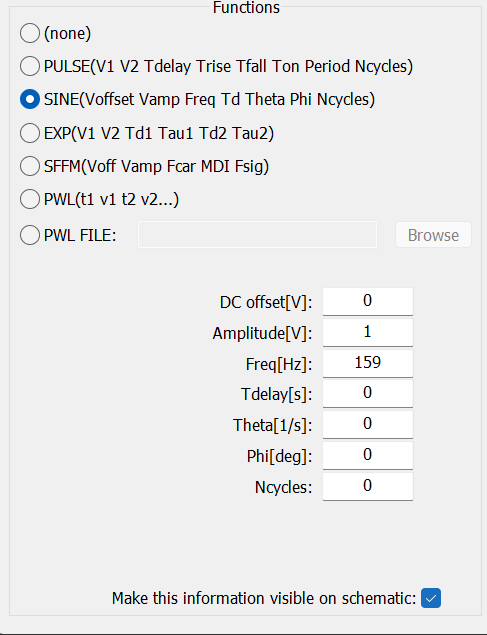 Functions
(none)
PULSE(V1 V2 Tdelay Trise Tfall Ton Period Ncycles)
SINE(Voffset Vamp Freq Td Theta Phi Ncycles)
EXP(V1 V2 Td1 Tau1 Td2 Tau2)
SFFM(Voff Vamp Fcar MDI Fsig)
PWL(t1 v1 t2 v2...)
PWL FILE: Browse
DC offset[V]: 0
Amplitude[V]: 1
Freq[Hz]: 159
Tdelay[s]: 0
Theta[1/s]: 0
Phi[deg]: 0
Ncycles: 0
Make this information visible on schematic: